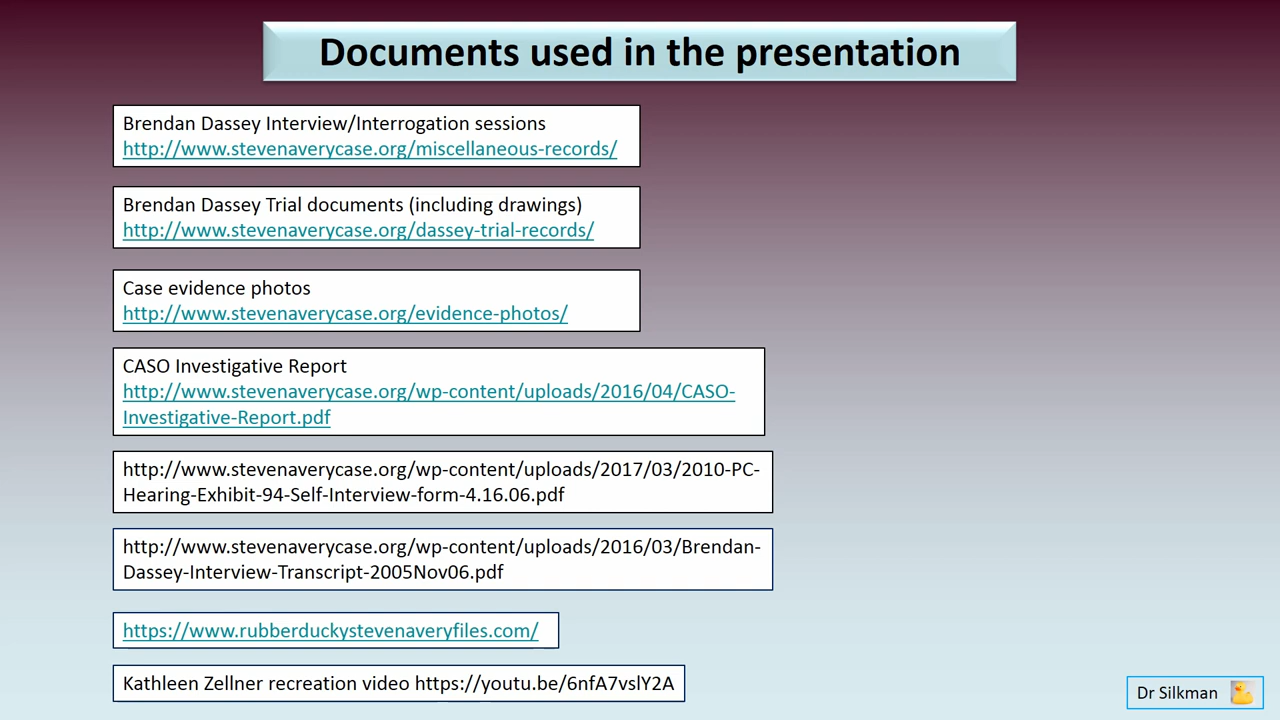 Documents used in the presentation
Brendan Dassey Interview/Interrogation sessions
http://www.stevenaverycase.org/miscellaneous-records/
Brendan Dassey Trial documents (including drawings)
http://www.stevenaverycase.org/dassey-trial-records/
Case evidence photos
http://www.stevenaverycase.org/evidence-photos/
CASO Investigative Report
http://www.stevenaverycase.org/wp-content/uploads/2016/04/CASO-
Investigative-Report.pdf
http://www.stevenaverycase.org/wp-content/uploads/2017/03/2010-PC-
Hearing-Exhibit-94-Self-Interview-form-4.16.06.pdf
http://www.stevenaverycase.org/wp-content/uploads/2016/03/Brendan-
Dassey-Interview-Transcript-2005Nov06.pdf
https://www.rubberduckystevenaveryfiles.com/
Kathleen Zellner recreation video https://youtu.be/6nfA7vslY2A
Dr Silkman